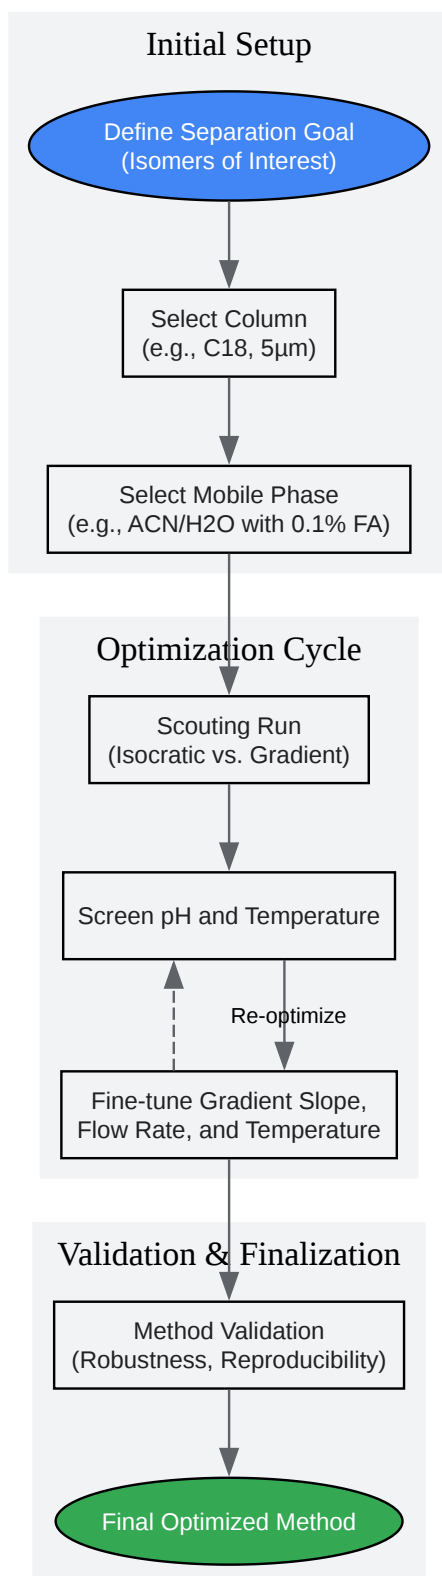 Initial Setup
Define Separation Goal
(Isomers of Interest)
Select Column
(e.g., C18, 5µm)
Select Mobile Phase
(e.g., ACN/H2O with 0.1% FA)
Optimization Cycle
Scouting Run
(Isocratic vs. Gradient)
Screen pH and Temperature
Re-optimize
Fine-tune Gradient Slope,
Flow Rate, and Temperature
Validation & Finalization
Method Validation
(Robustness, Reproducibility)
Final Optimized Method